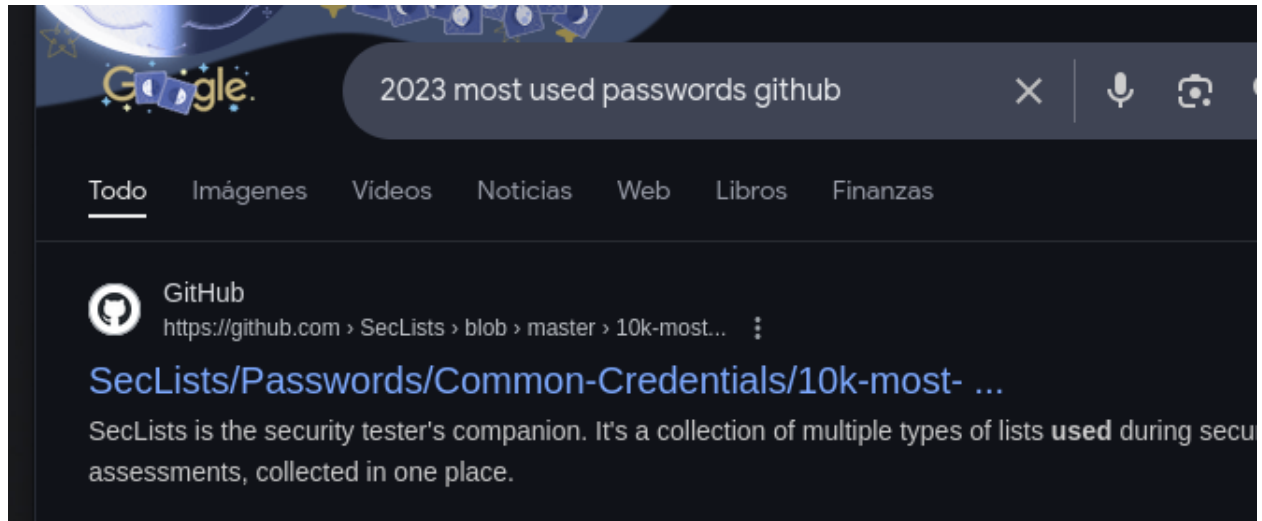 Google.
2023 most used passwords github
Todo Imágenes Vídeos Noticias Web Libros Finanzas
GitHub
https://github.com › SecLists › blob › master › 10k-most...
SecLists/Passwords/Common-Credentials/10k-most- ...
SecLists is the security tester's companion. It's a collection of multiple types of lists used during secu
assessments, collected in one place.